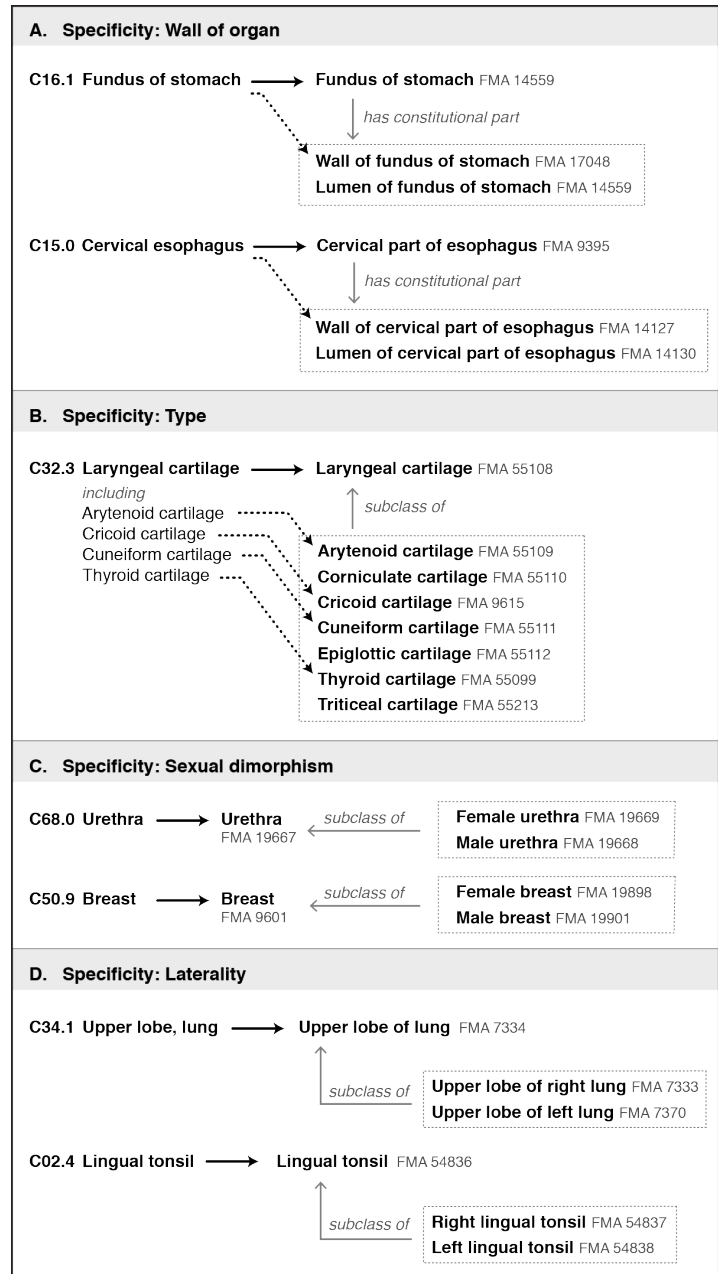 A. Specificity: Wall of organ
C16.1 Fundus of stomach Fundus of stomach FMA 14559
has constitutional part
Wall of fundus of stomach FMA 17048
Lumen of fundus of stomach FMA 14559
C15.0 Cervical esophagus Cervical part of esophagus FMA 9395
has constitutional part
Wall of cervical part of esophagus FMA 14127
Lumen of cervical part of esophagus FMA 14130
B. Specificity: Type
C32.3 Laryngeal cartilage Laryngeal cartilage FMA 55108
including
Arytenoid cartilage
Cricoid cartilage
Cuneiform cartilage
Thyroid cartilage
subclass of
Arytenoid cartilage FMA 55109
Corniculate cartilage FMA 55110
Cricoid cartilage FMA 9615
Cuneiform cartilage FMA 55111
Epiglottic cartilage FMA 55112
Thyroid cartilage FMA 55099
Triticeal cartilage FMA 55213
C. Specificity: Sexual dimorphism
C68.0 Urethra Urethra
FMA 19667
subclass of
Female urethra FMA 19669
Male urethra FMA 19668
C50.9 Breast Breast
FMA 9601
subclass of
Female breast FMA 19898
Male breast FMA 19901
D. Specificity: Laterality
C34.1 Upper lobe, lung Upper lobe of lung FMA 7334
subclass of
Upper lobe of right lung FMA 7333
Upper lobe of left lung FMA 7370
C02.4 Lingual tonsil Lingual tonsil FMA 54836
subclass of
Right lingual tonsil FMA 54837
Left lingual tonsil FMA 54838